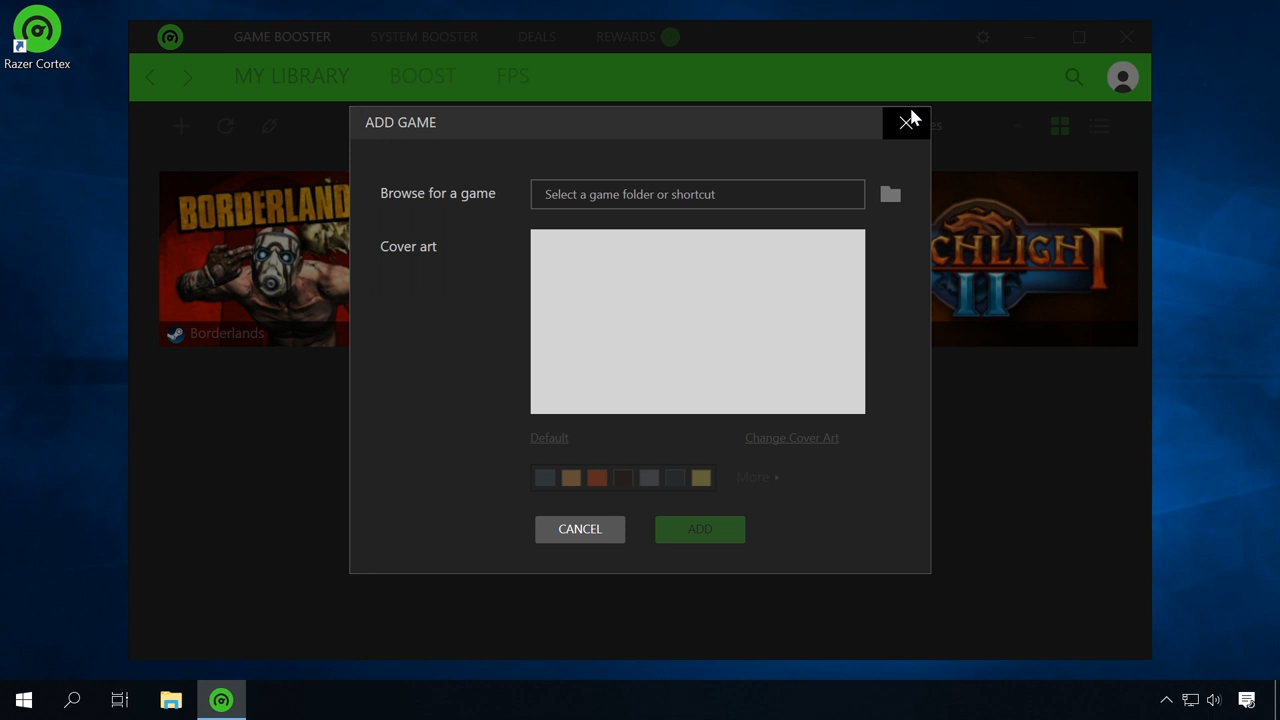 Razer Cortex
GAME BOOSTER SYSTEM BOOSTER DEALS REWARDS
MY LIBRARY BOOST FPS
ADD GAME
Browse for a game Select a game folder or shortcut
Cover art
BORDERLAND
Borderlands
CHLIGHT
II
Default Change Cover Art
More
CANCEL ADD